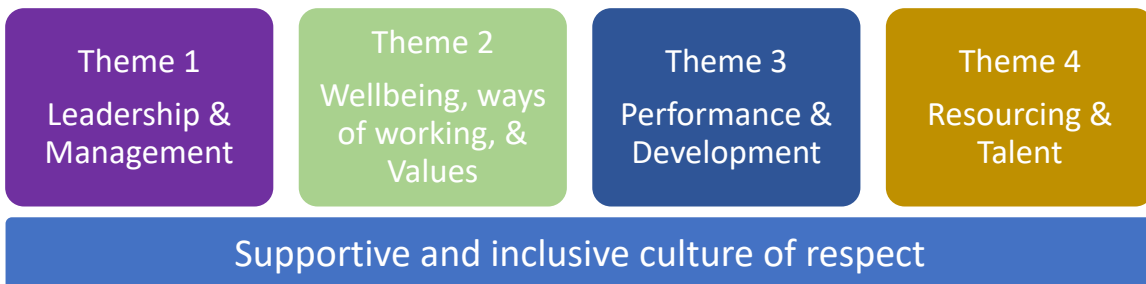 Theme 1
Leadership &
Management
Theme 2
Wellbeing, ways
of working, &
Values
Theme 3
Performance &
Development
Theme 4
Resourcing &
Talent
Supportive and inclusive culture of respect